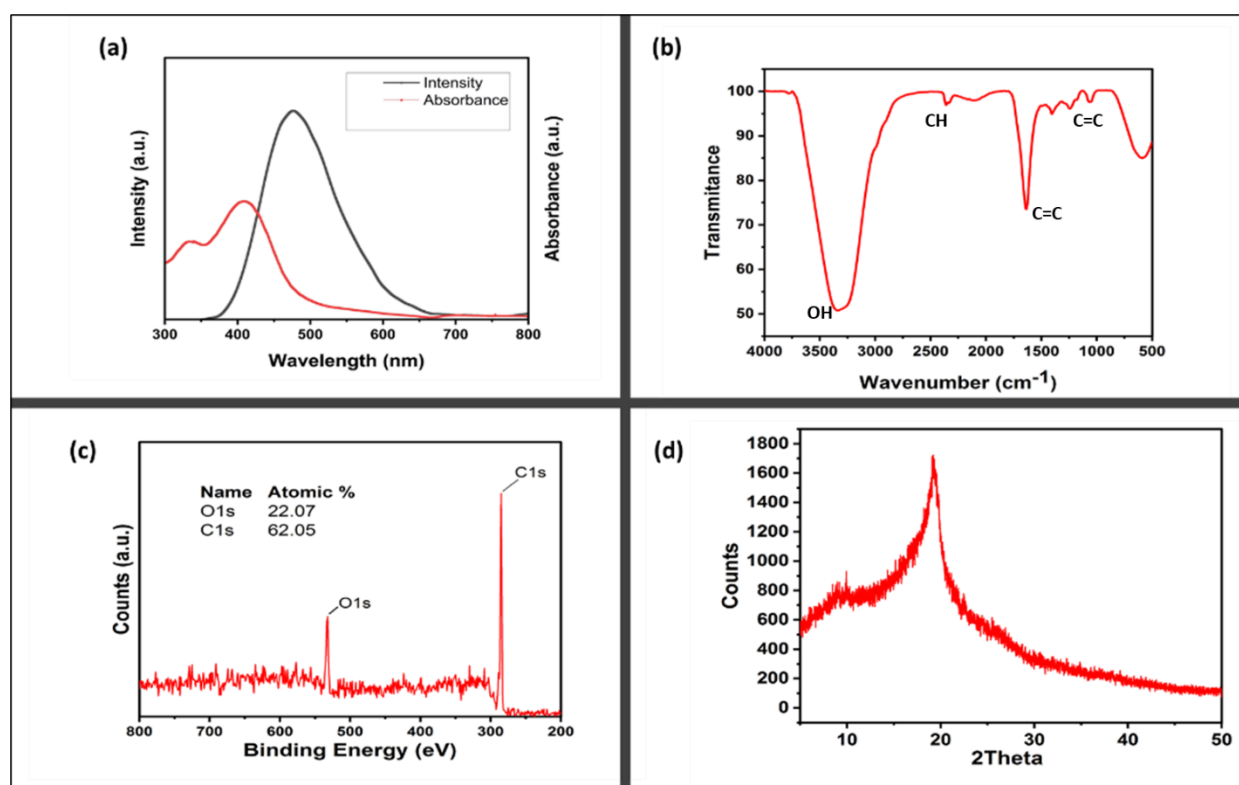 (a)
Intensity
Absorbance
Intensity (a.u.)
Absorbance (a.u.)
300 400 500 600 700 800
Wavelength (nm)
(b)
100
90
80
70
60
50
Transmitance
CH
C=C
C=C
OH
4000 3500 3000 2500 2000 1500 1000 500
Wavenumber (cm⁻¹)
(c)
C1s
Name Atomic %
O1s 22.07
C1s 62.05
O1s
Counts (a.u.)
800 700 600 500 400 300 200
Binding Energy (eV)
(d)
1800
1600
1400
1200
1000
800
600
400
200
0
Counts
10 20 30 40 50
2Theta